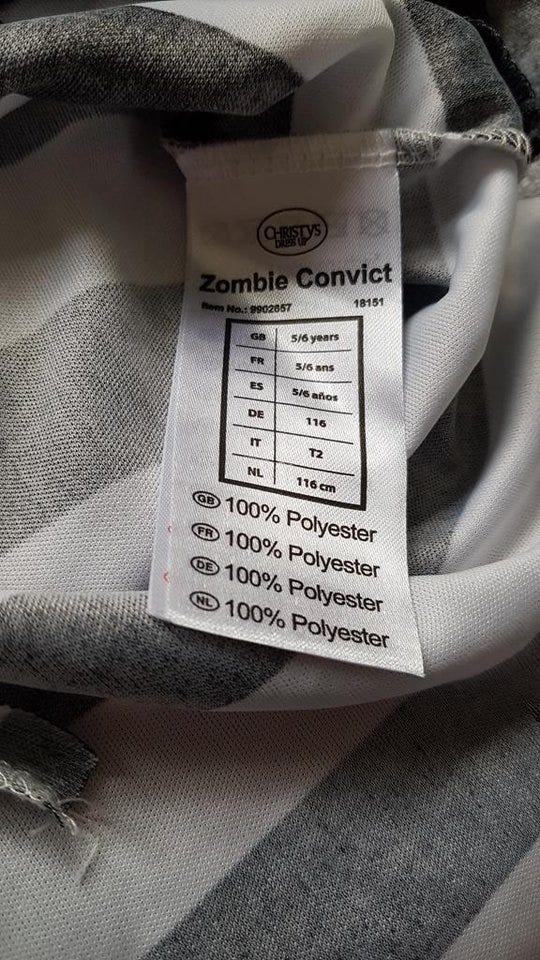 CHRISTYS
DRESS UP
Zombie Convict
Item No.: 9902657 18151
GB 5/6 years
FR 5/6 ans
ES 5/6 años
DE 116
IT T2
NL 116 cm
GB 100% Polyester
FR 100% Polyester
DE 100% Polyester
NL 100% Polyester